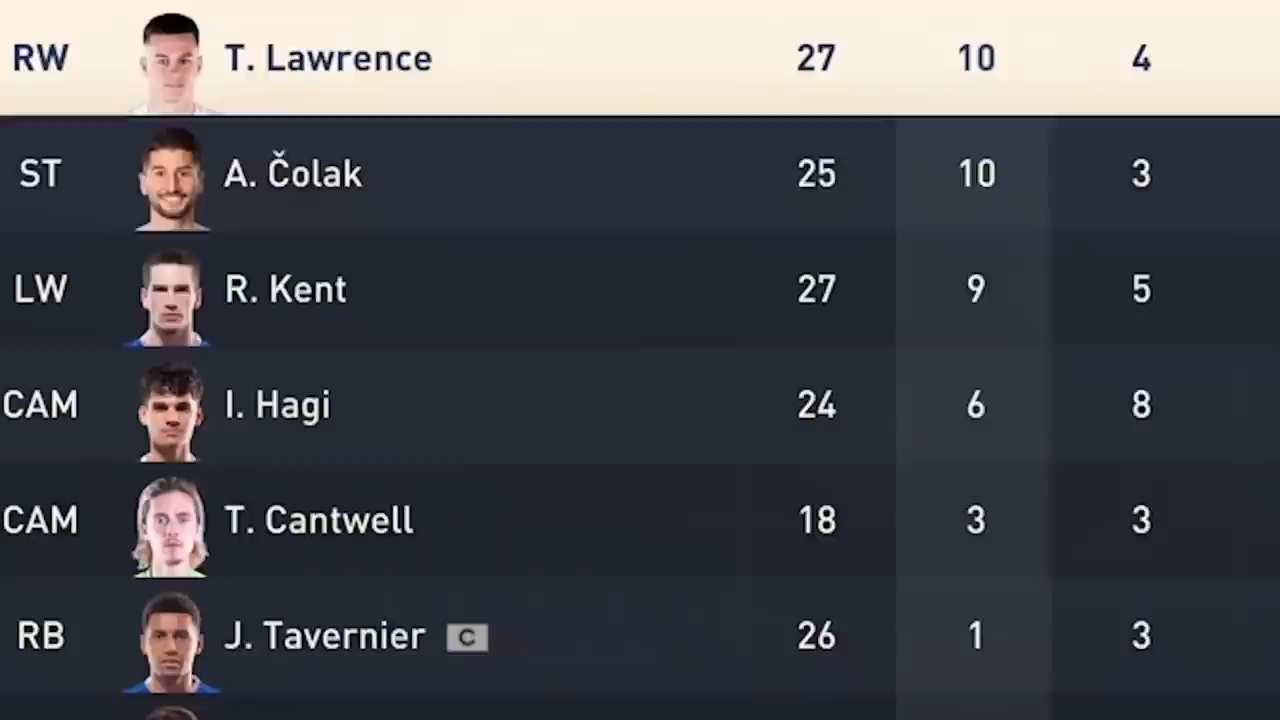 RW T. Lawrence 27 10 4
ST A. Čolak 25 10 3
LW R. Kent 27 9 5
CAM I. Hagi 24 6 8
CAM T. Cantwell 18 3 3
RB J. Tavernier C 26 1 3